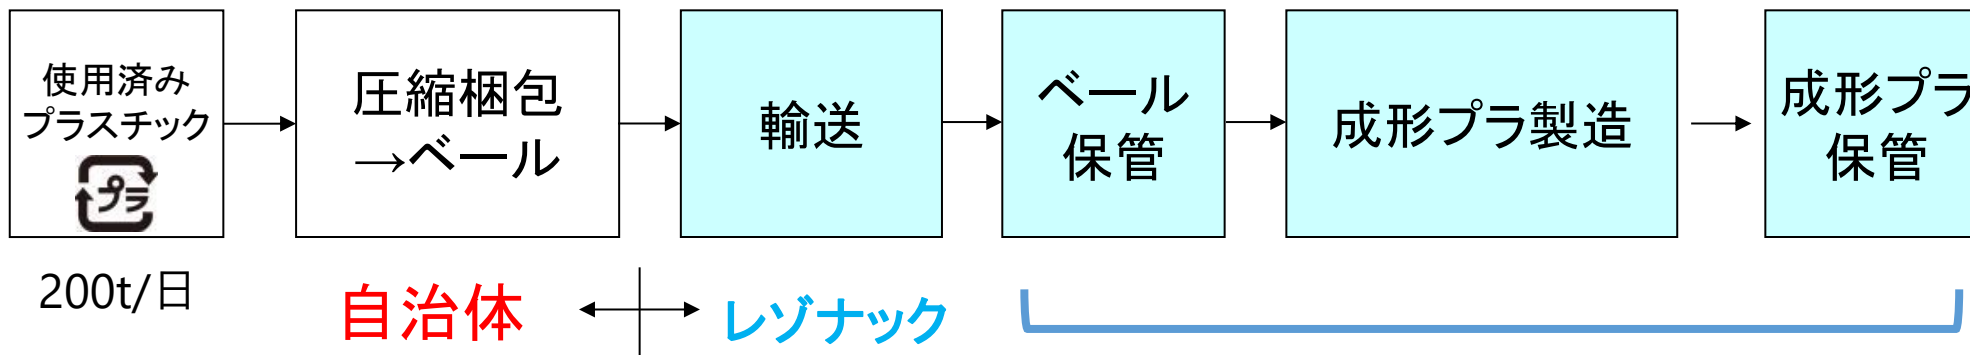 使用済み
プラスチック
プラ
圧縮梱包
→ベール
輸送
ベール
保管
成形プラ製造
成形プラ
保管
200t/日
自治体
レゾナック